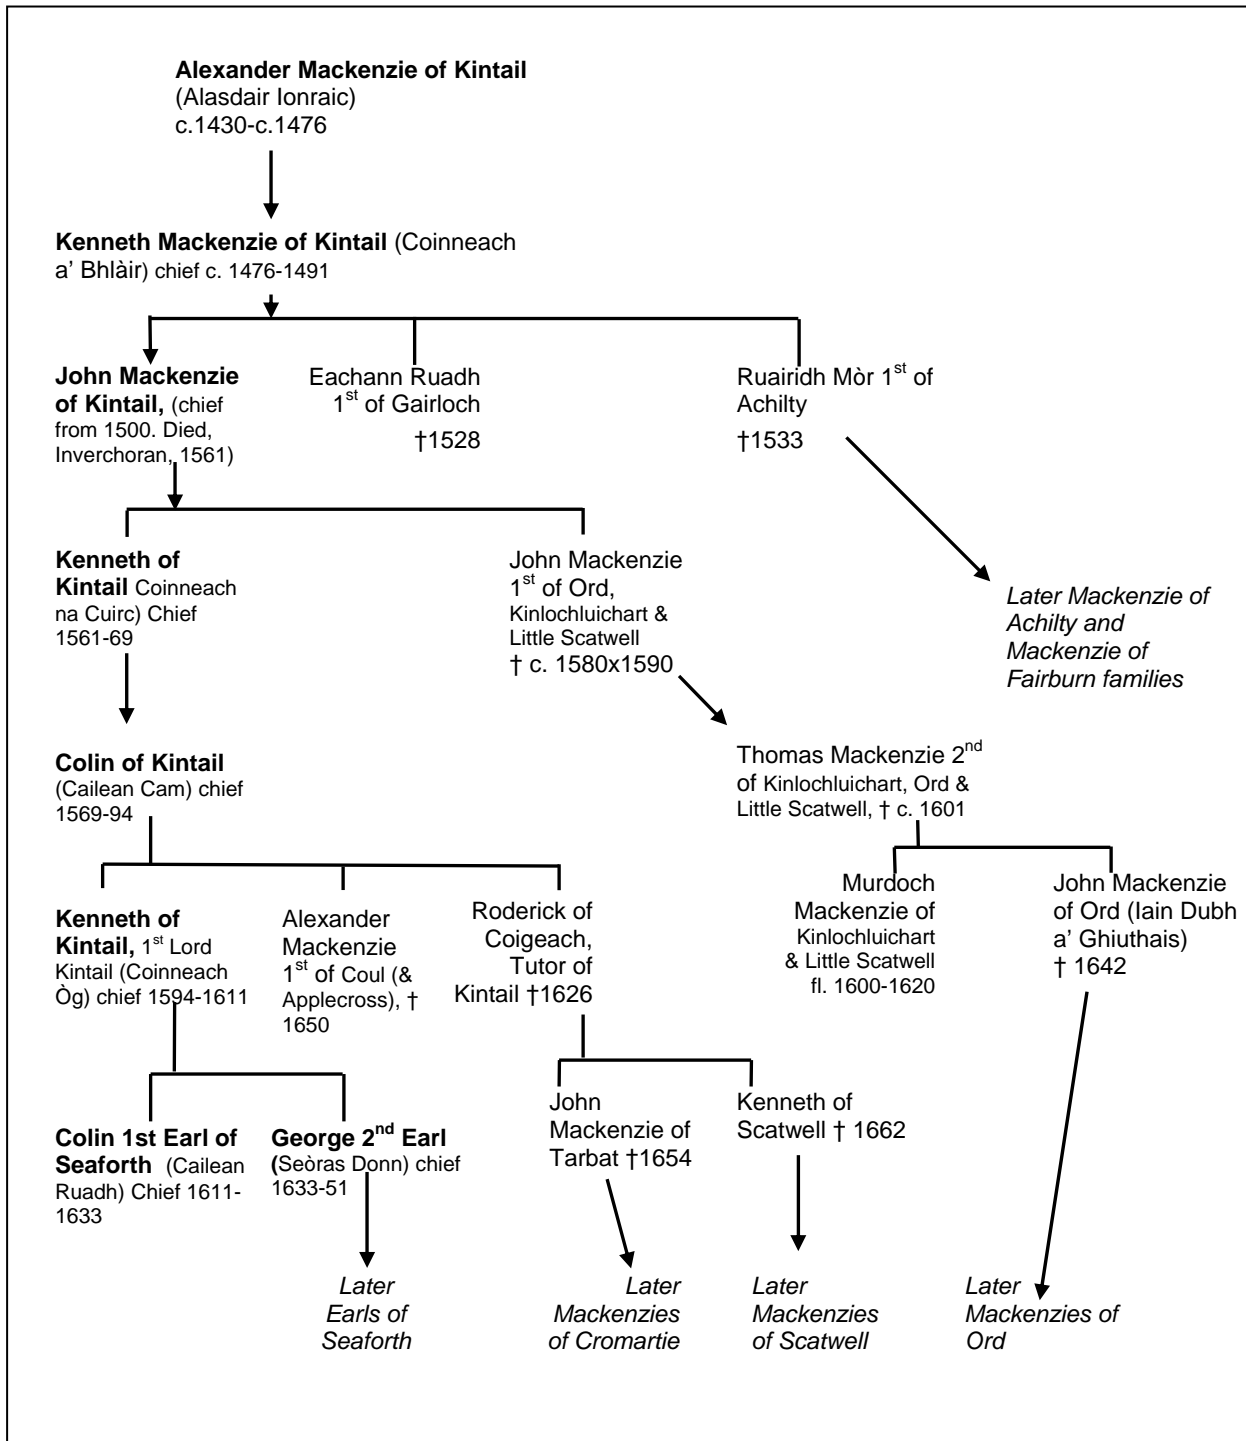 Alexander Mackenzie of Kintail
(Alasdair Ionraic)
c.1430-c.1476
Kenneth Mackenzie of Kintail (Coinneach
a' Bhlàir) chief c. 1476-1491
John Mackenzie
of Kintail, (chief
from 1500. Died,
Inverchoran, 1561)
Eachann Ruadh
1st of Gairloch
†1528
Ruairidh Mòr 1st of
Achilty
†1533
Kenneth of
Kintail Coinneach
na Cuirc) Chief
1561-69
John Mackenzie
1st of Ord,
Kinlochluichart &
Little Scatwell
† c. 1580x1590
Later Mackenzie of
Achilty and
Mackenzie of
Fairburn families
Colin of Kintail
(Cailean Cam) chief
1569-94
Thomas Mackenzie 2nd
of Kinlochluichart, Ord &
Little Scatwell, † c. 1601
Kenneth of
Kintail, 1st Lord
Kintail (Coinneach
Òg) chief 1594-1611
Alexander
Mackenzie
1st of Coul (&
Applecross), †
1650
Roderick of
Coigeach,
Tutor of
Kintail †1626
Murdoch
Mackenzie of
Kinlochluichart
& Little Scatwell
fl. 1600-1620
John Mackenzie
of Ord (Iain Dubh
a' Ghiuthais)
† 1642
Colin 1st Earl of
Seaforth (Cailean
Ruadh) Chief 1611-
1633
George 2nd Earl
(Seòras Donn) chief
1633-51
John
Mackenzie of
Tarbat †1654
Kenneth of
Scatwell † 1662
Later
Earls of
Seaforth
Later
Mackenzies
of Cromartie
Later
Mackenzies
of Scatwell
Later
Mackenzies of
Ord